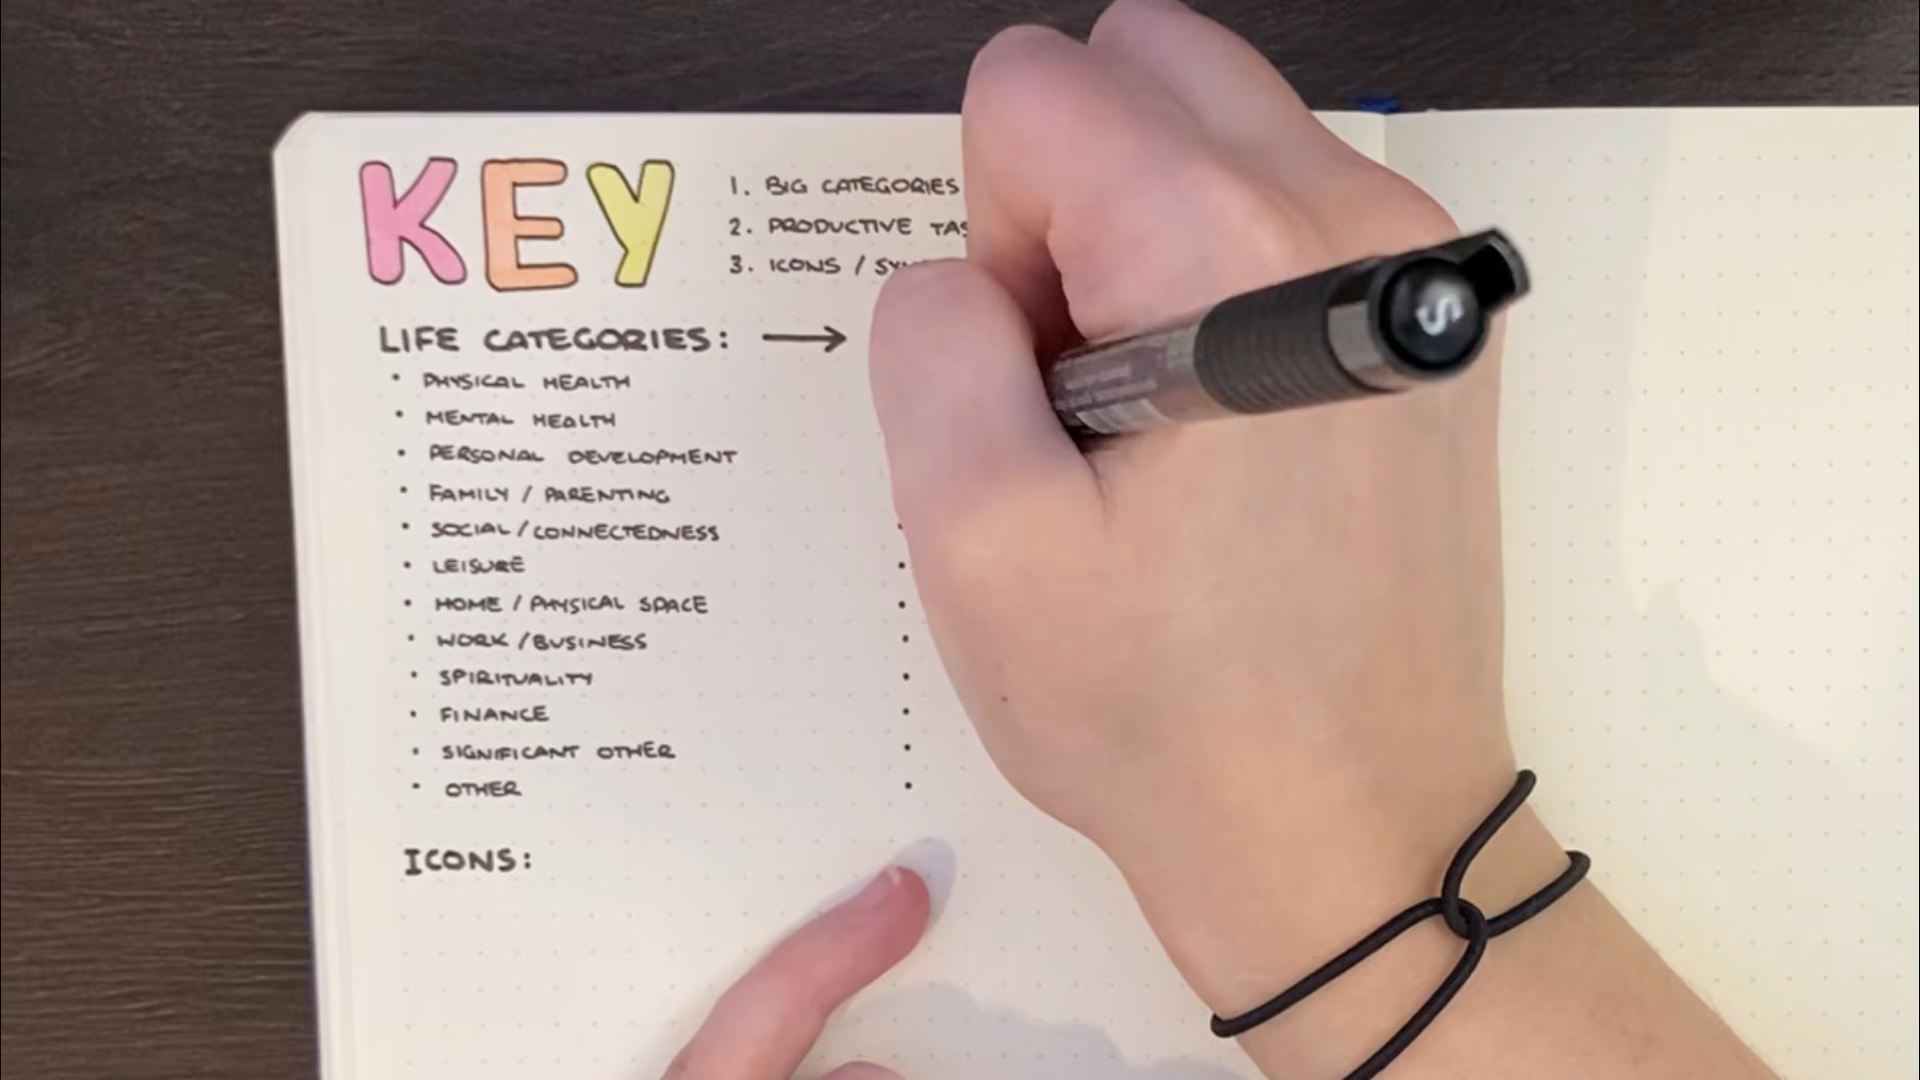 KEY
1. BIG CATEGORIES
2. PRODUCTIVE
3. ICONS /
LIFE CATEGORIES: →
• PHYSICAL HEALTH
• MENTAL HEALTH
• PERSONAL DEVELOPMENT
• FAMILY / PARENTING
• SOCIAL / CONNECTEDNESS
• LEISURE
• HOME / PHYSICAL SPACE
• WORK / BUSINESS
• SPIRITUALITY
• FINANCE
• SIGNIFICANT OTHER
• OTHER
ICONS:
S